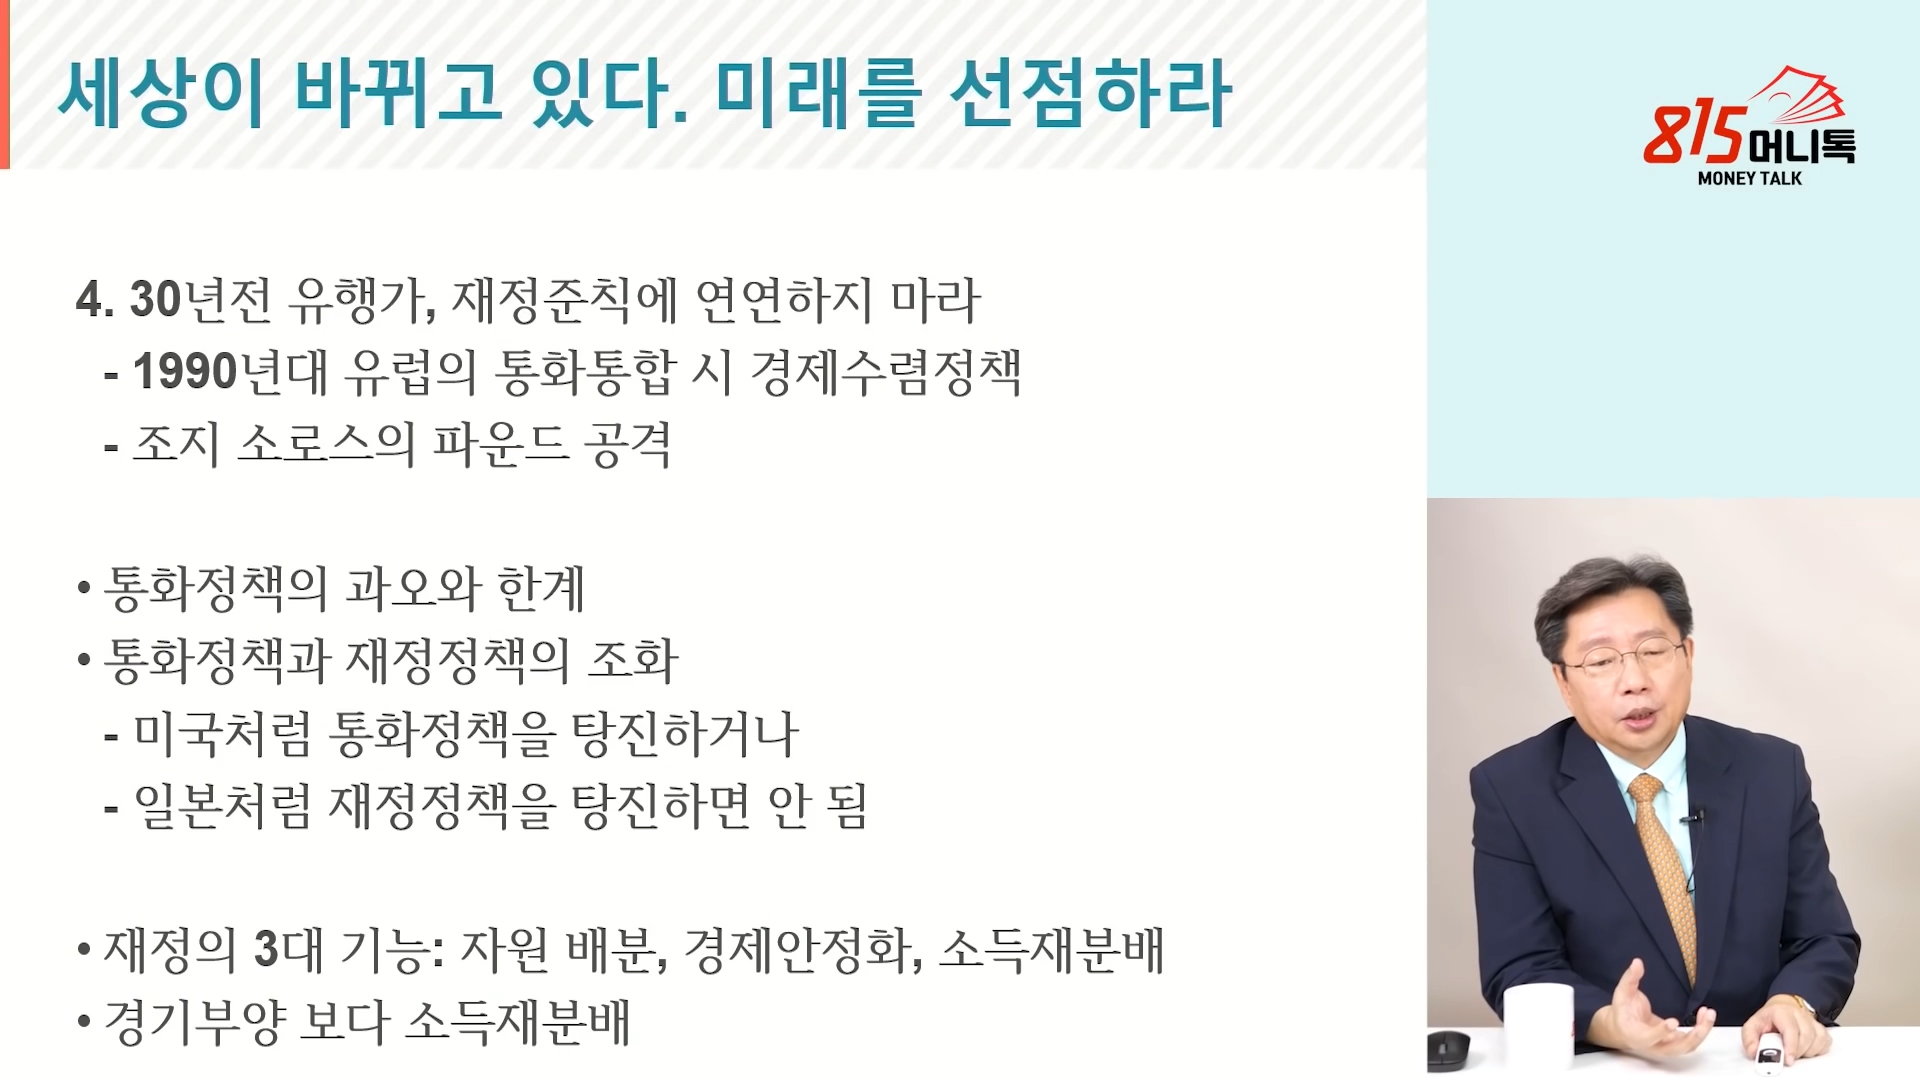 세상이 바뀌고 있다. 미래를 선점하라
815머니톡
MONEY TALK
4. 30년전 유행가, 재정준칙에 연연하지 마라
- 1990년대 유럽의 통화통합 시 경제수렴정책
- 조지 소로스의 파운드 공격
• 통화정책의 과오와 한계
• 통화정책과 재정정책의 조화
- 미국처럼 통화정책을 탕진하거나
- 일본처럼 재정정책을 탕진하면 안 됨
• 재정의 3대 기능: 자원 배분, 경제안정화, 소득재분배
• 경기부양 보다 소득재분배